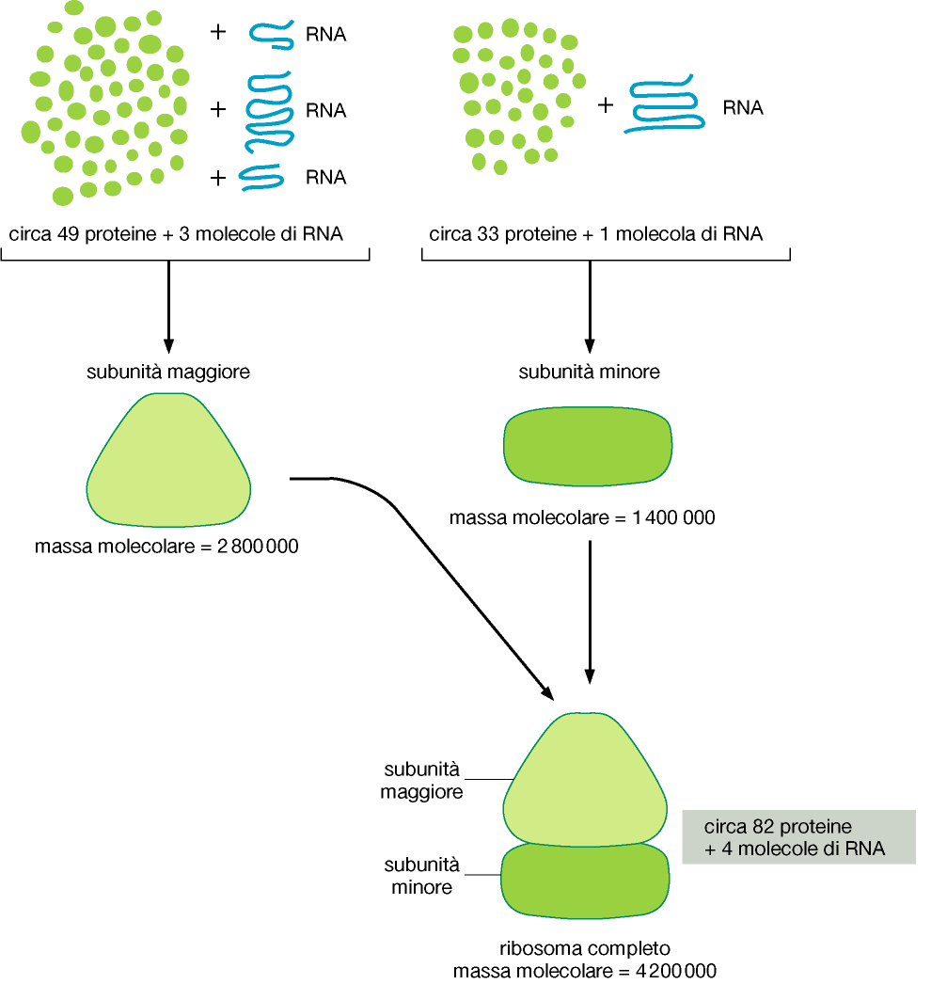 + RNA
+ RNA
+ RNA
circa 49 proteine + 3 molecole di RNA
+ RNA
circa 33 proteine + 1 molecola di RNA
subunità maggiore
massa molecolare = 2 800 000
subunità minore
massa molecolare = 1 400 000
subunità
maggiore
subunità
minore
circa 82 proteine
+ 4 molecole di RNA
ribosoma completo
massa molecolare = 4 200 000